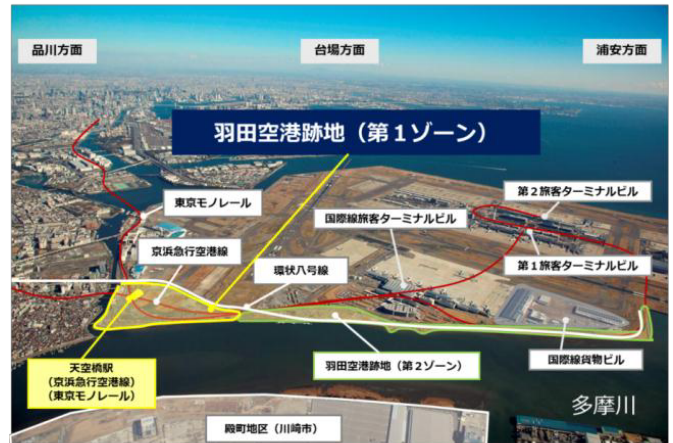 品川方面
台場方面
浦安方面
羽田空港跡地（第１ゾーン）
東京モノレール
第２旅客ターミナルビル
国際線旅客ターミナルビル
京浜急行空港線
第１旅客ターミナルビル
環状八号線
天空橋駅
（京浜急行空港線）
（東京モノレール）
羽田空港跡地（第２ゾーン）
国際線貨物ビル
多摩川
殿町地区（川崎市）